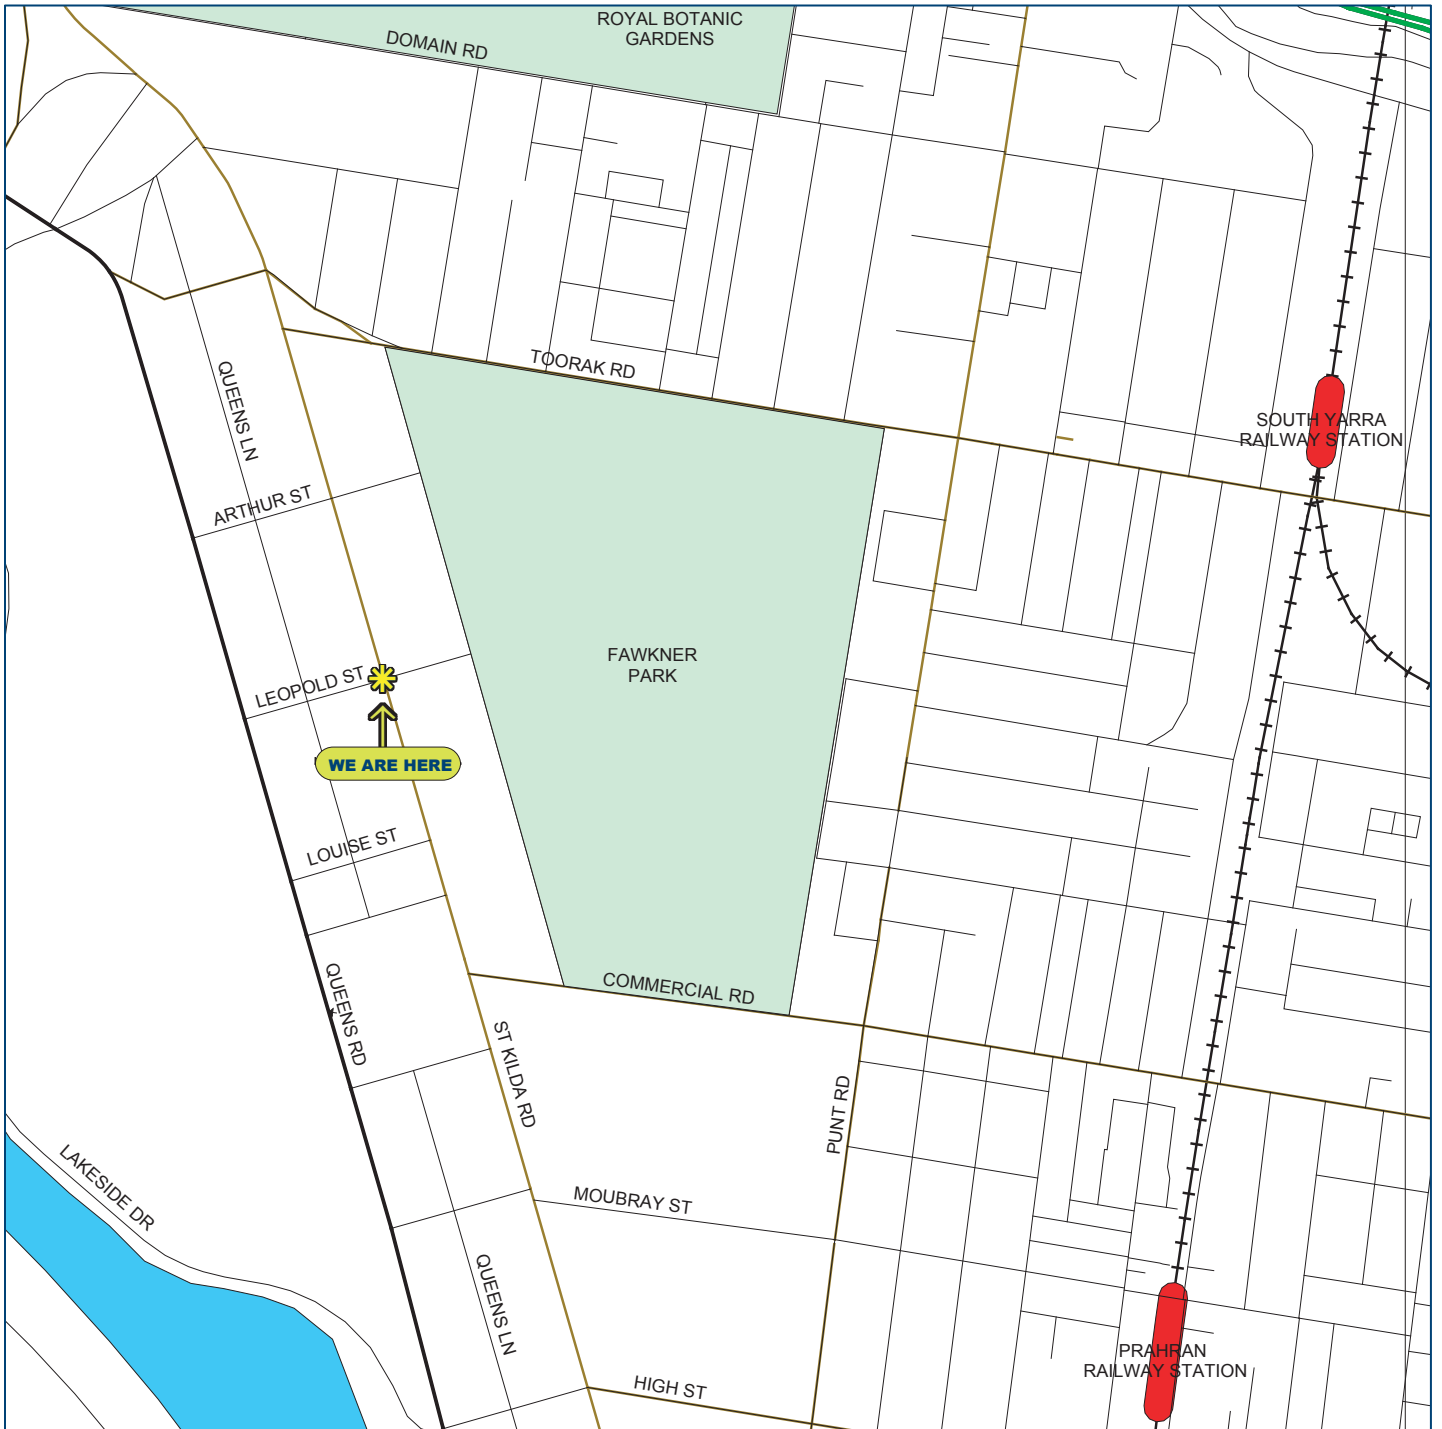 ROYAL BOTANIC
GARDENS
DOMAIN RD
TOORAK RD
QUEENS LN
SOUTH YARRA
RAILWAY STATION
ARTHUR ST
FAWKNER
PARK
LEOPOLD ST
WE ARE HERE
LOUISE ST
COMMERCIAL RD
QUEENS RD
ST KILDA RD
PUNT RD
LAKESIDE DR
MOUBRAY ST
QUEENS LN
PRAHRAN
RAILWAY STATION
HIGH ST